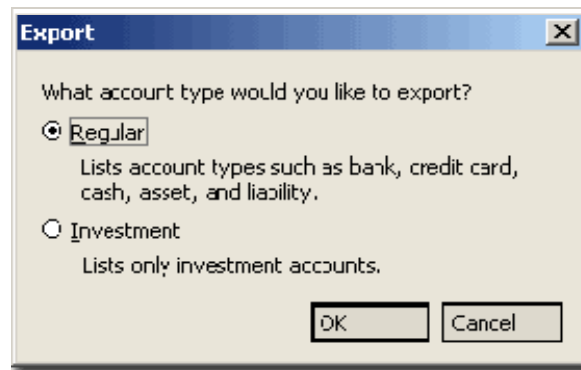 Export
What account type would you like to export?
Regular
Lists account types such as bank, credit card,
cash, asset, and liability.
Investment
Lists only investment accounts.
OK
Cancel